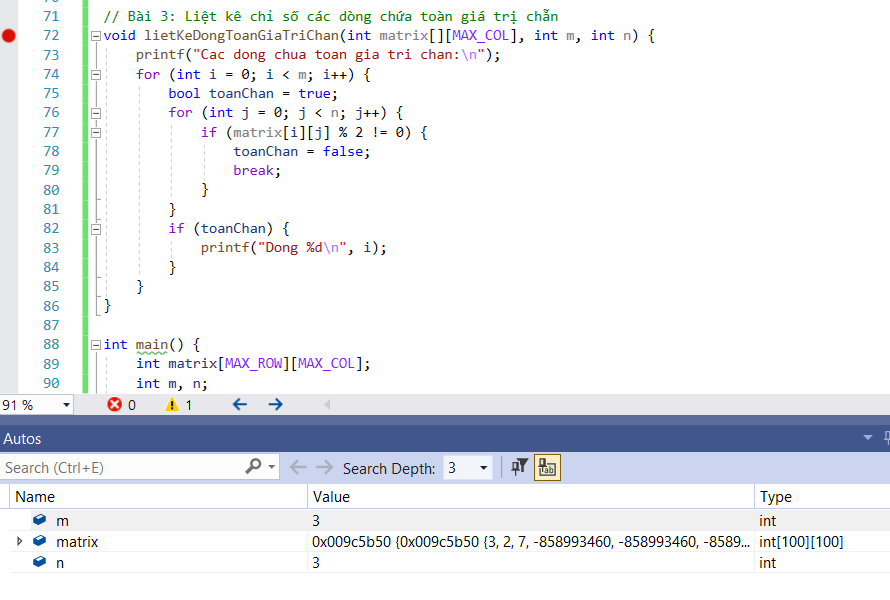 71 // Bài 3: Liệt kê chỉ số các dòng chứa toàn giá trị chẵn
72 void lietKeDongToanGiaTriChan(int matrix[][MAX_COL], int m, int n) {
73 printf("Cac dong chua toan gia tri chan:\n");
74 for (int i = 0; i < m; i++) {
75 bool toanChan = true;
76 for (int j = 0; j < n; j++) {
77 if (matrix[i][j] % 2 != 0) {
78 toanChan = false;
79 break;
80 }
81 }
82 if (toanChan) {
83 printf("Dong %d\n", i);
84 }
85 }
86 }
87
88 int main() {
89 int matrix[MAX_ROW][MAX_COL];
90 int m, n;
91 % 0 1
Autos
Search (Ctrl+E) Search Depth: 3
Name Value Type
m 3 int
matrix 0x009c5b50 {0x009c5b50 {3, 2, 7, -858993460, -858993460, -8589... int[100][100]
n 3 int